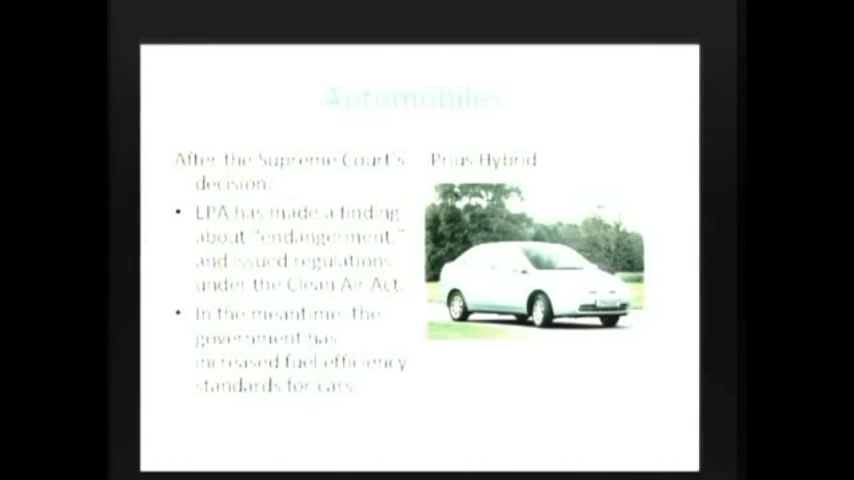 Automobiles:
After the Supreme Court's
decision:
• EPA has made a finding
about "endangerment,"
and issued regulations
under the Clean Air Act.
• In the meantime, the
government has
increased fuel efficiency
standards for cars.
Prius Hybrid